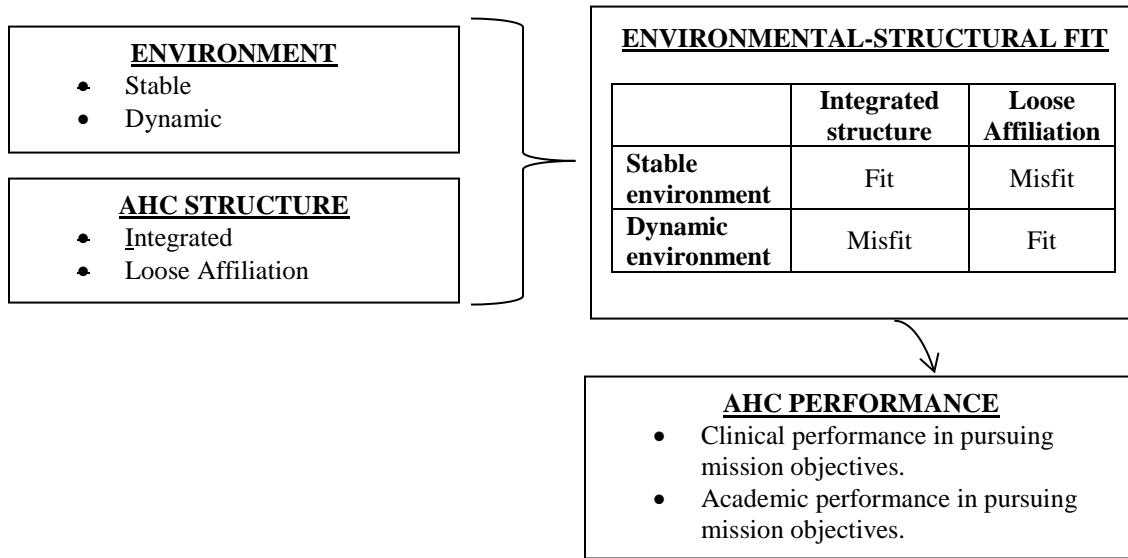 ENVIRONMENT
• Stable
• Dynamic
AHC STRUCTURE
• Integrated
• Loose Affiliation
ENVIRONMENTAL-STRUCTURAL FIT
Integrated structure Loose Affiliation
Stable environment Fit Misfit
Dynamic environment Misfit Fit
AHC PERFORMANCE
• Clinical performance in pursuing
mission objectives.
• Academic performance in pursuing
mission objectives.